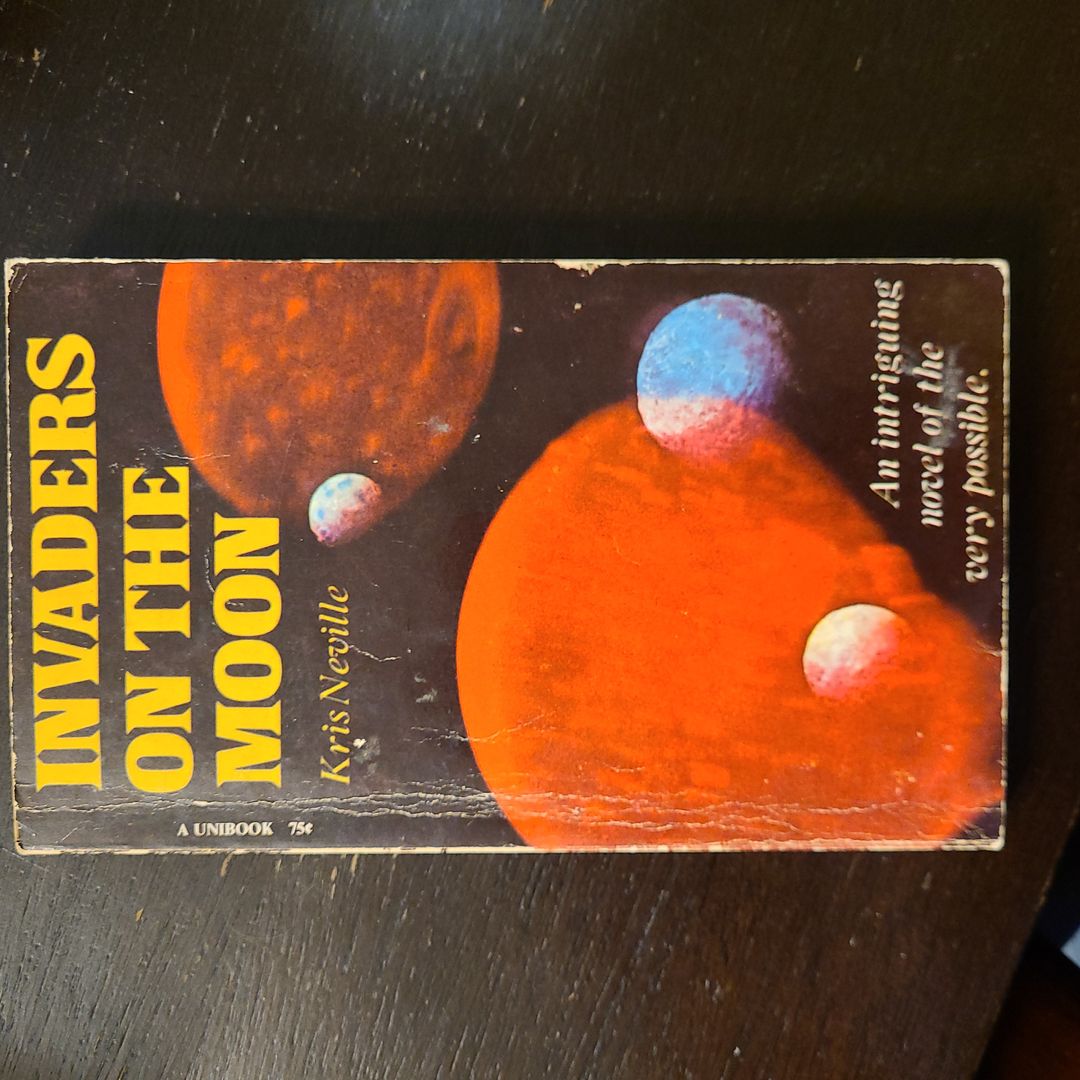 INVADERS
ON THE
MOON
Kris Neville
A UNIBOOK 75¢
An intriguing
novel of the
very possible.